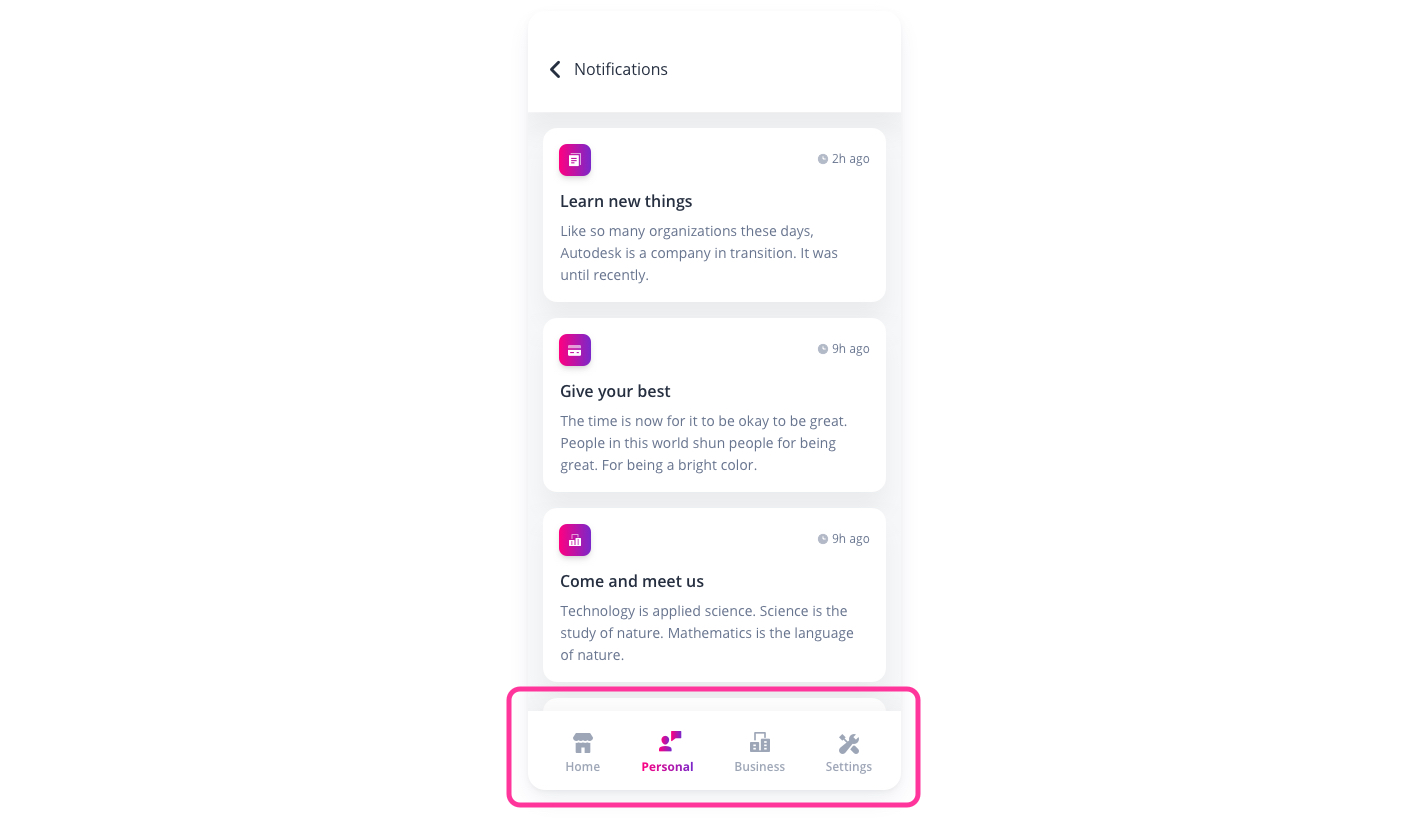 Notifications
2h ago
Learn new things
Like so many organizations these days,
Autodesk is a company in transition. It was
until recently.
9h ago
Give your best
The time is now for it to be okay to be great.
People in this world shun people for being
great. For being a bright color.
9h ago
Come and meet us
Technology is applied science. Science is the
study of nature. Mathematics is the language
of nature.
Home Personal Business Settings